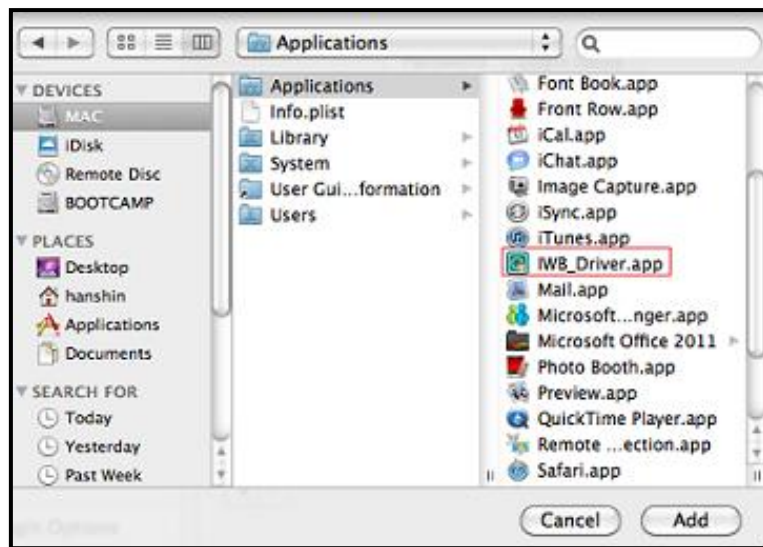 Applications
DEVICES
MAC
iDisk
Remote Disc
BOOTCAMP
PLACES
Desktop
hanshin
Applications
Documents
SEARCH FOR
Today
Yesterday
Past Week
Applications
Info.plist
Library
System
User Gui...formation
Users
Font Book.app
Front Row.app
iCal.app
iChat.app
Image Capture.app
iSync.app
iTunes.app
IWB_Driver.app
Mail.app
Microsoft...nger.app
Microsoft Office 2011
Photo Booth.app
Preview.app
QuickTime Player.app
Remote ...ection.app
Safari.app
Cancel
Add